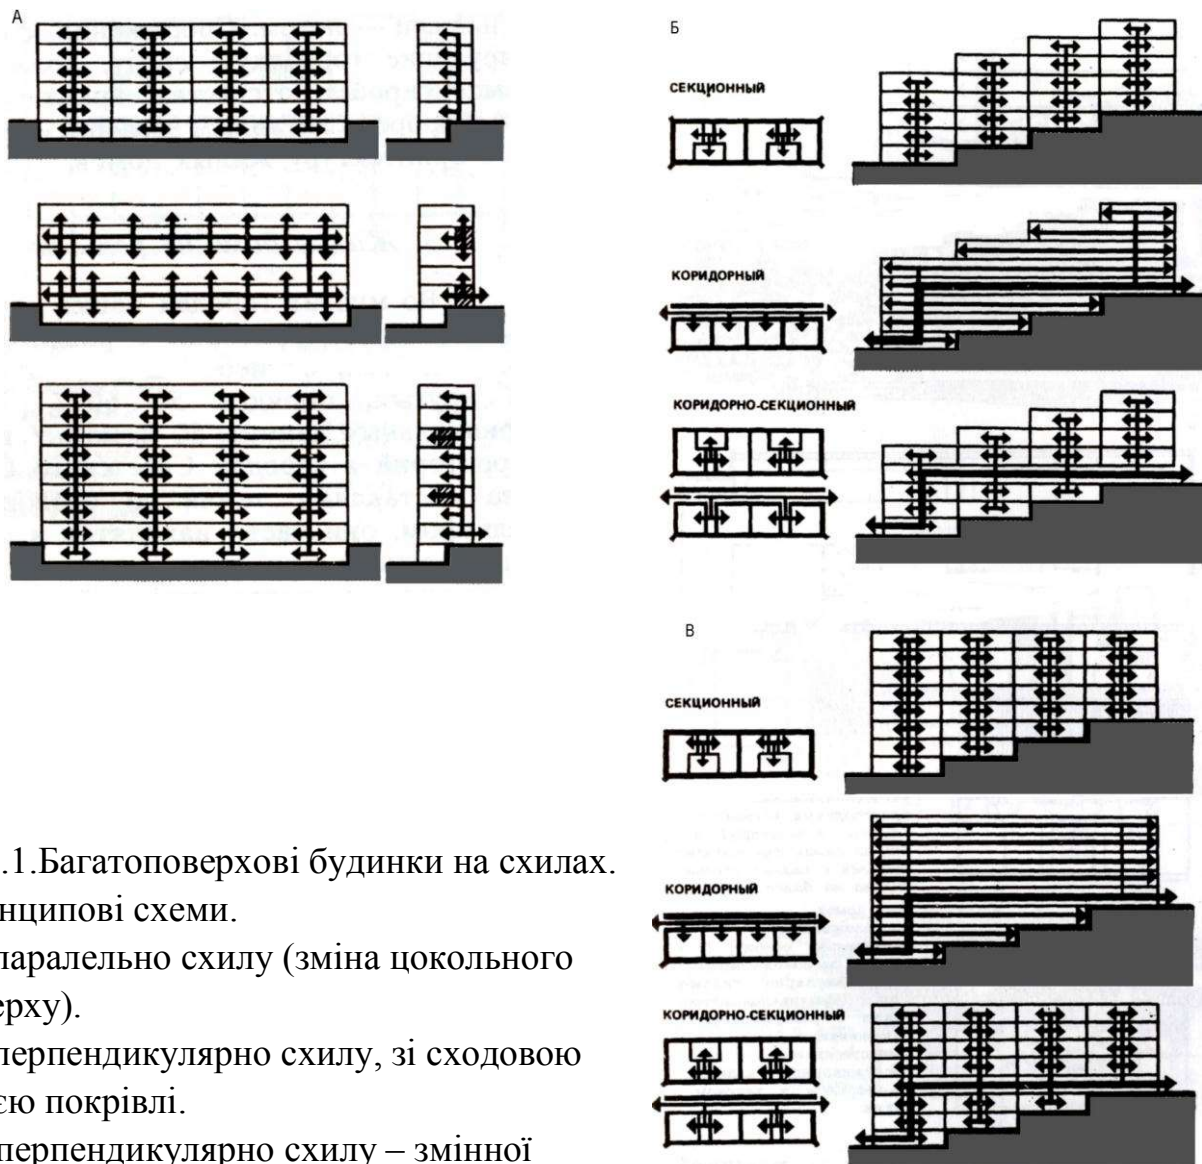 А
Б
СЕКЦИОННЫЙ
КОРИДОРНЫЙ
КОРИДОРНО-СЕКЦИОННЫЙ
В
СЕКЦИОННЫЙ
КОРИДОРНЫЙ
КОРИДОРНО-СЕКЦИОННЫЙ
.1.Багатоповерхові будинки на схилах.
нципові схеми.
паралельно схилу (зміна цокольного
ерху).
перпендикулярно схилу, зі сходовою
єю покрівлі.
перпендикулярно схилу – змінної